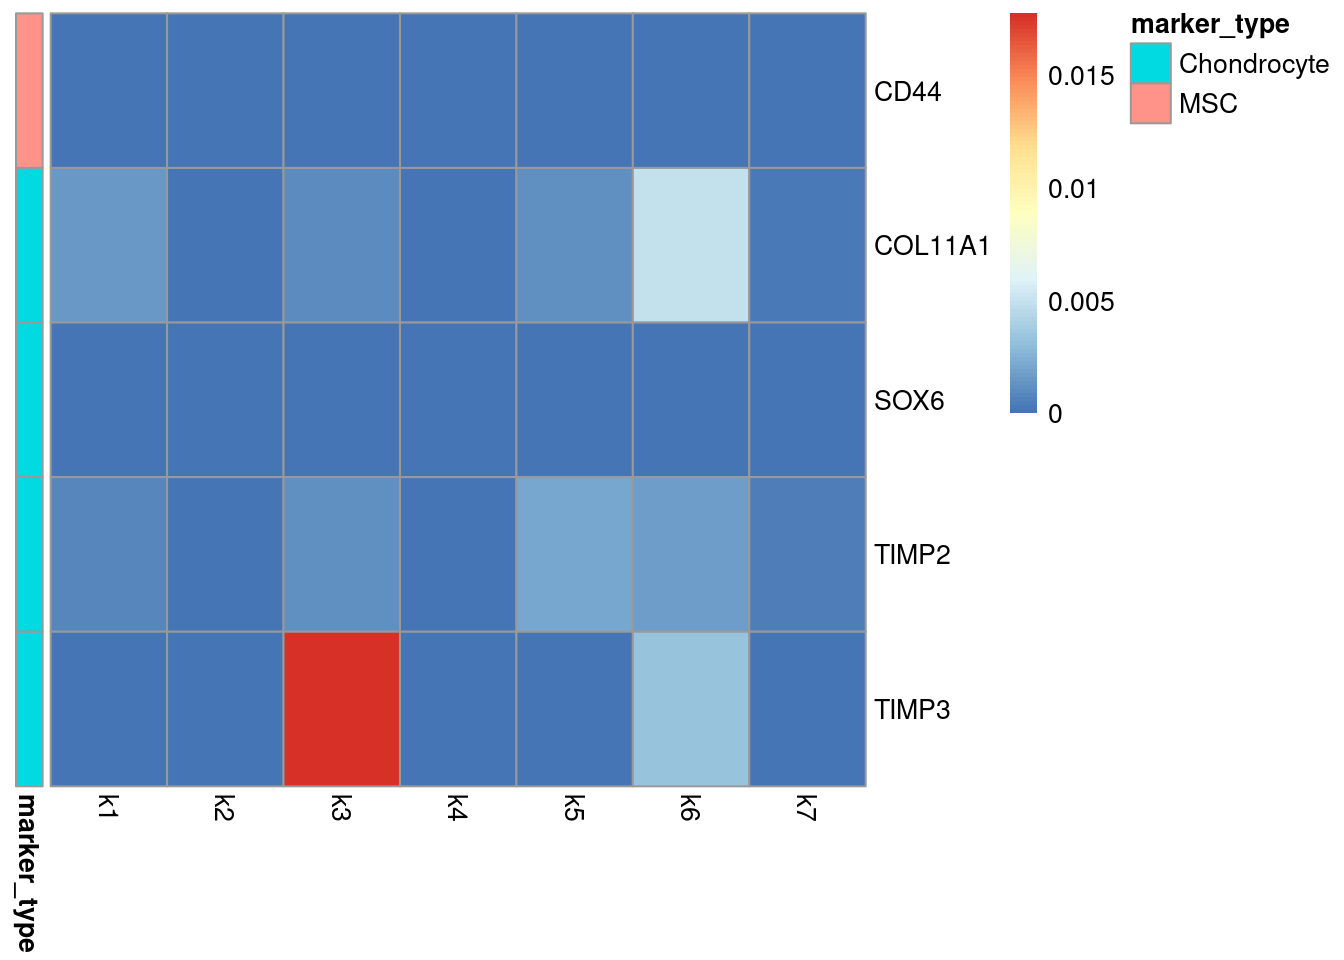 CD44
COL11A1
SOX6
TIMP2
TIMP3
k1
k2
k3
k4
k5
k6
k7
marker_type
0.015
0.01
0.005
0
marker_type
Chondrocyte
MSC